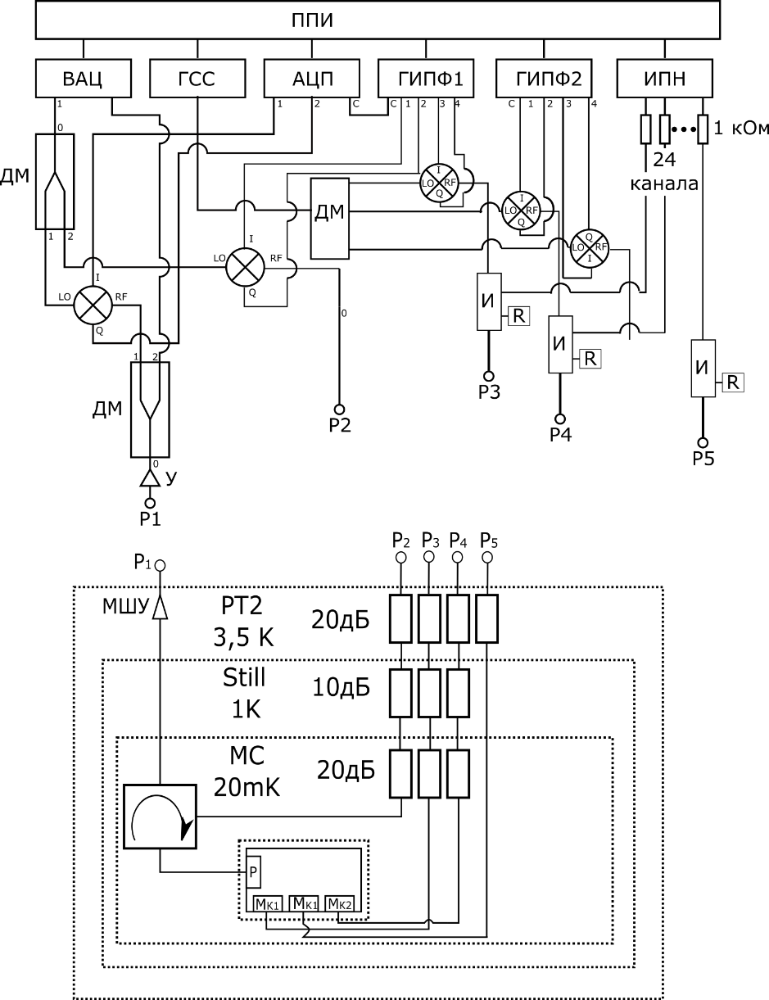 ППИ
ВАЦ ГСС АЦП ГИПФ1 ГИПФ2 ИПН
1 1 2 C C 1 2 3 4 C 1 2 3 4
0 1 кОм
24
канала
ДМ
I
LO RF
Q
ДМ
I
LO RF
Q
1 2
Q
LO RF
I
I
LO RF
Q
I
LO RF
Q
И R
0
И R
1 2
И R
ДМ
P3
P2
P4
P5
0
У
P1
P2 P3 P4 P5
P1
МШУ
PT2
3,5 K
20дБ
Still
1K
10дБ
MC
20mK
20дБ
P
Mк1 Mк1 Mк2